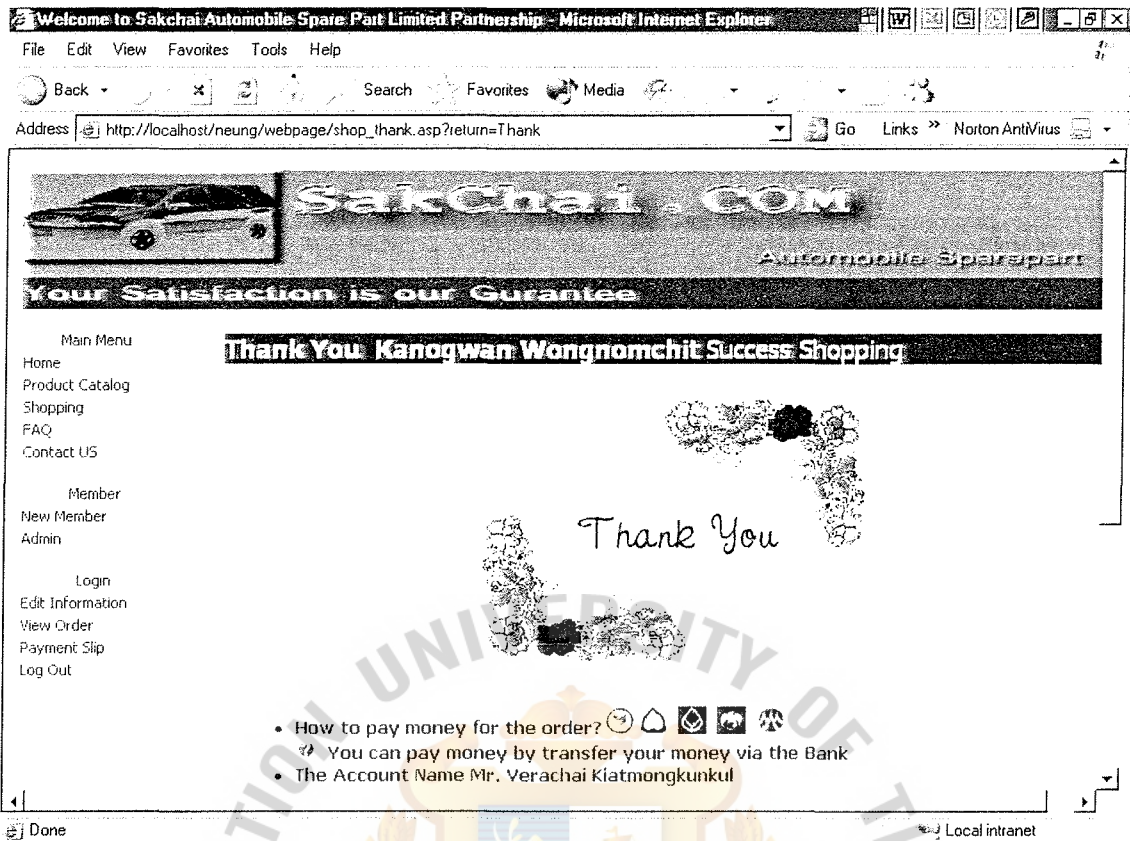 Welcome to Sakchai Automobile Spare Part Limited Partnership - Microsoft Internet Explorer
File Edit View Favorites Tools Help
Back Search Favorites Media
Address http://localhost/neung/webpage/shop_thank.asp?return=Thank Go Links » Norton AntiVirus
SakChai.COM
Automobile Sparepart
Your Satisfaction is our Gurantee
Main Menu
Home
Product Catalog
Shopping
FAQ
Contact US
Member
New Member
Admin
Login
Edit Information
View Order
Payment Slip
Log Out
Thank You Kanogwan Wongnomchit Success Shopping
Thank You
• How to pay money for the order?
You can pay money by transfer your money via the Bank
• The Account Name Mr. Verachai Kiatmongkunkul
Done Local intranet
UNIVERSITY OF